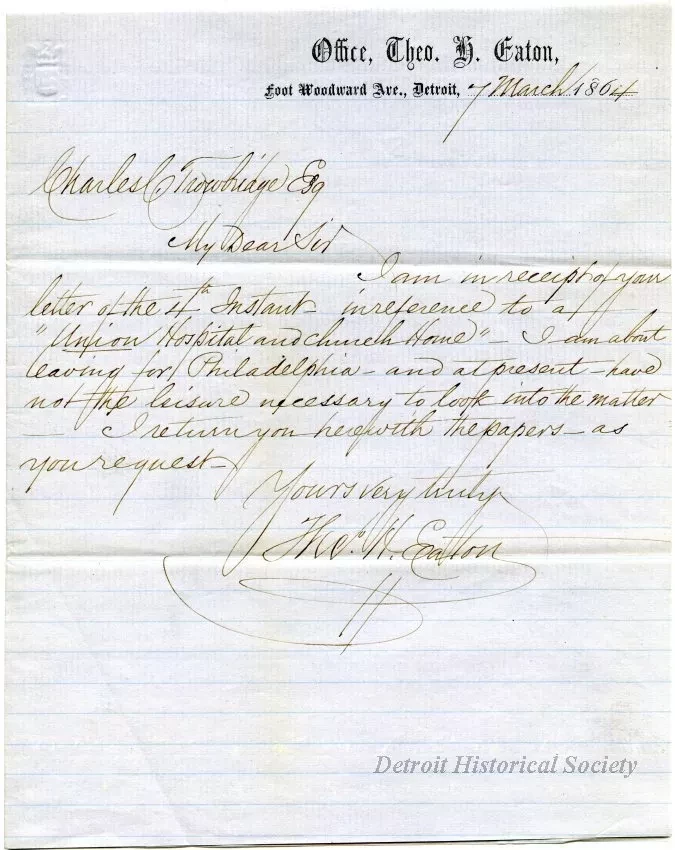 Office, Theo. H. Eaton,
Foot Woodward Ave., Detroit, 7 March 1864
Charles C Trowbridge Esq
My Dear Sir
I am in receipt of your
letter of the 4th Instant - in reference to a
"Union Hospital and church Home" - I am about
leaving for Philadelphia - and at present - have
not the leisure necessary to look into the matter
- I return you herewith the papers - as
you request -
Yours very truly
Theo. H. Eaton
Detroit Historical Society